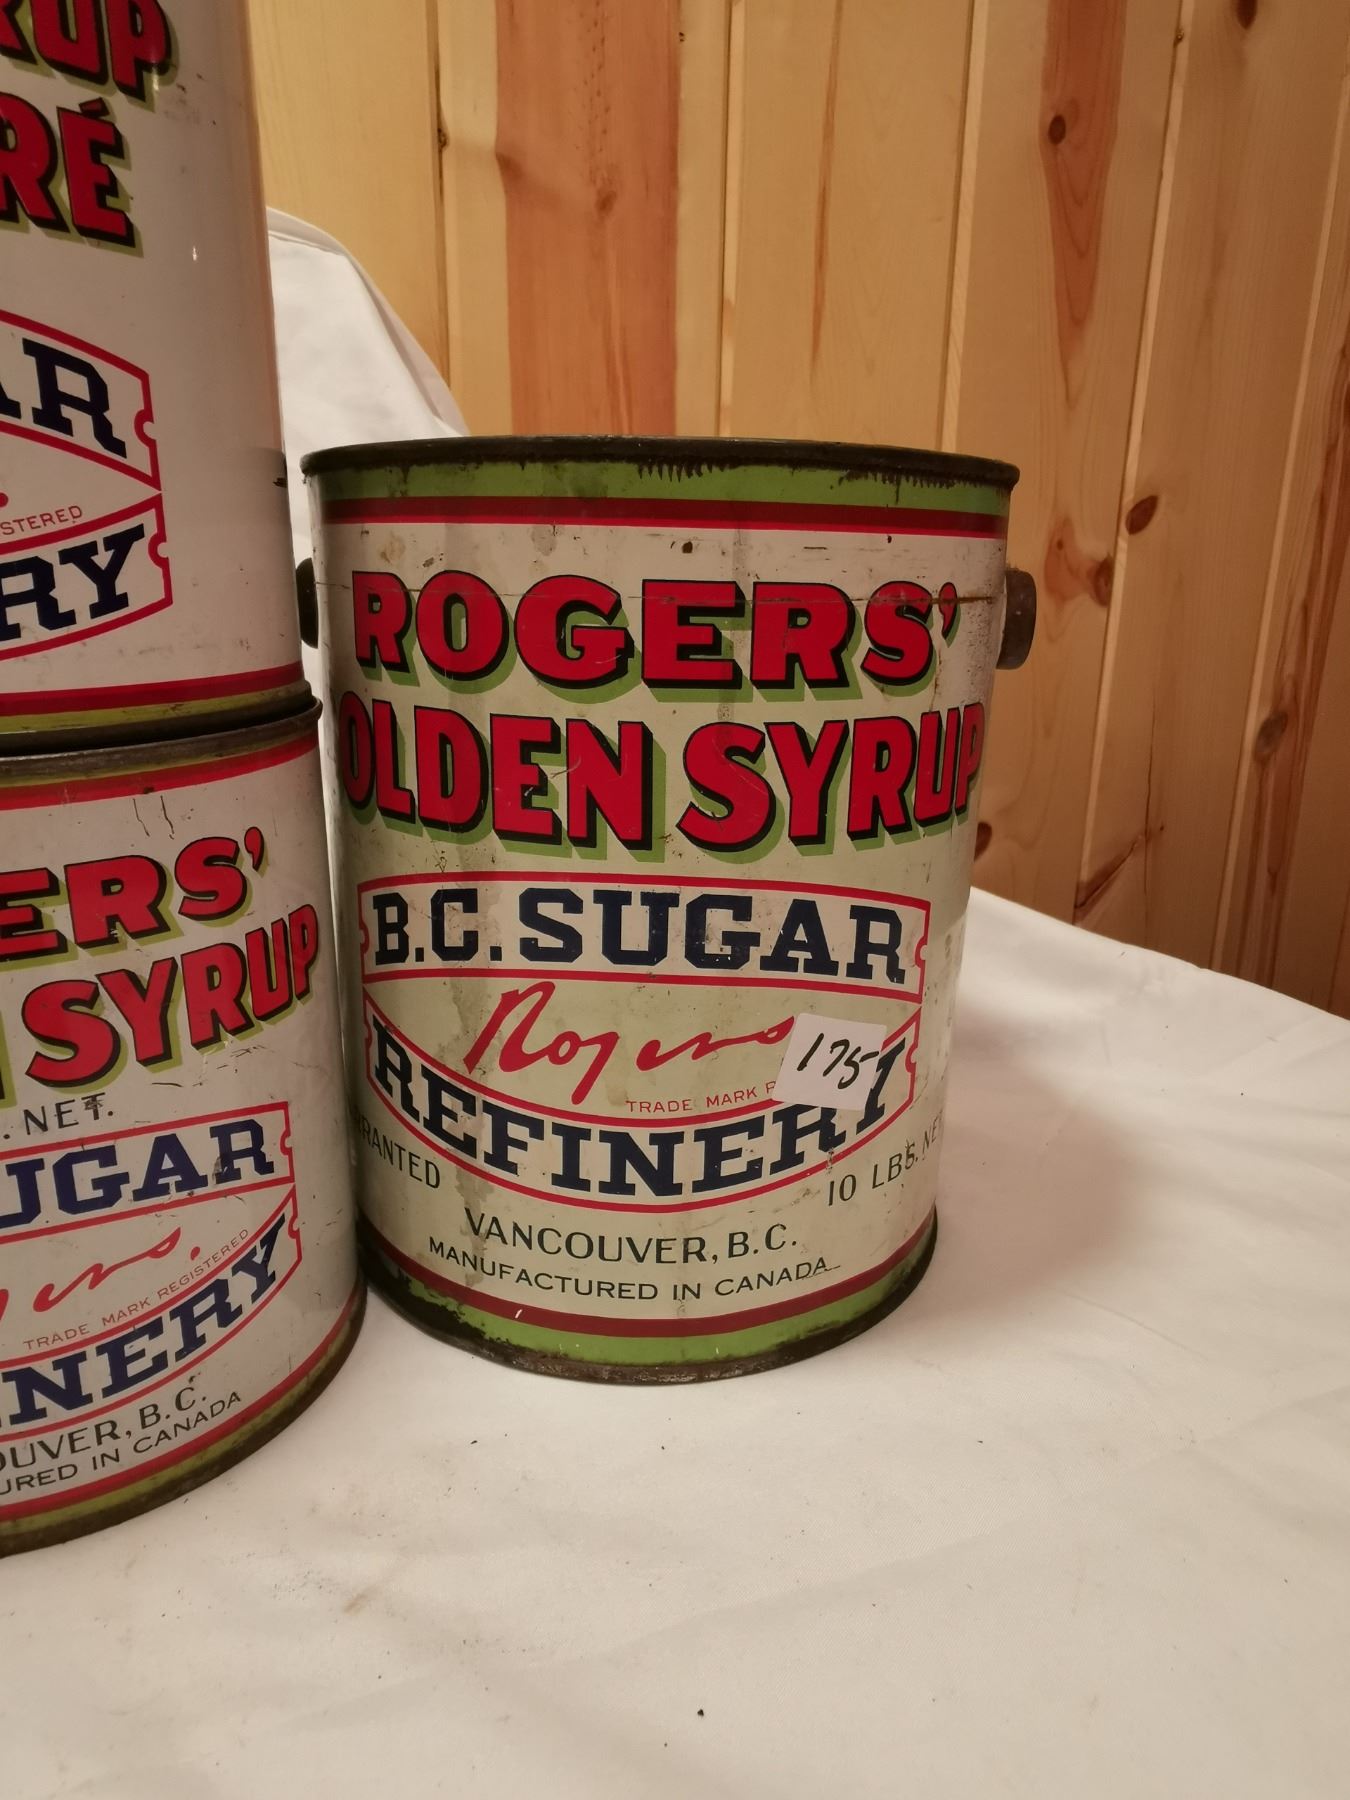 ROGERS'
OLDEN SYRUP
B.C. SUGAR
Rogers
TRADE MARK R
REFINERY
RANTED
10 LBS. NET
VANCOUVER, B.C.
MANUFACTURED IN CANADA
175
RUP
RÉ
AR
STERED
RY
ERS'
SYRUP
. NET.
UGAR
TRADE MARK REGISTERED
NERY
OUVER, B.C.
URED IN CANADA